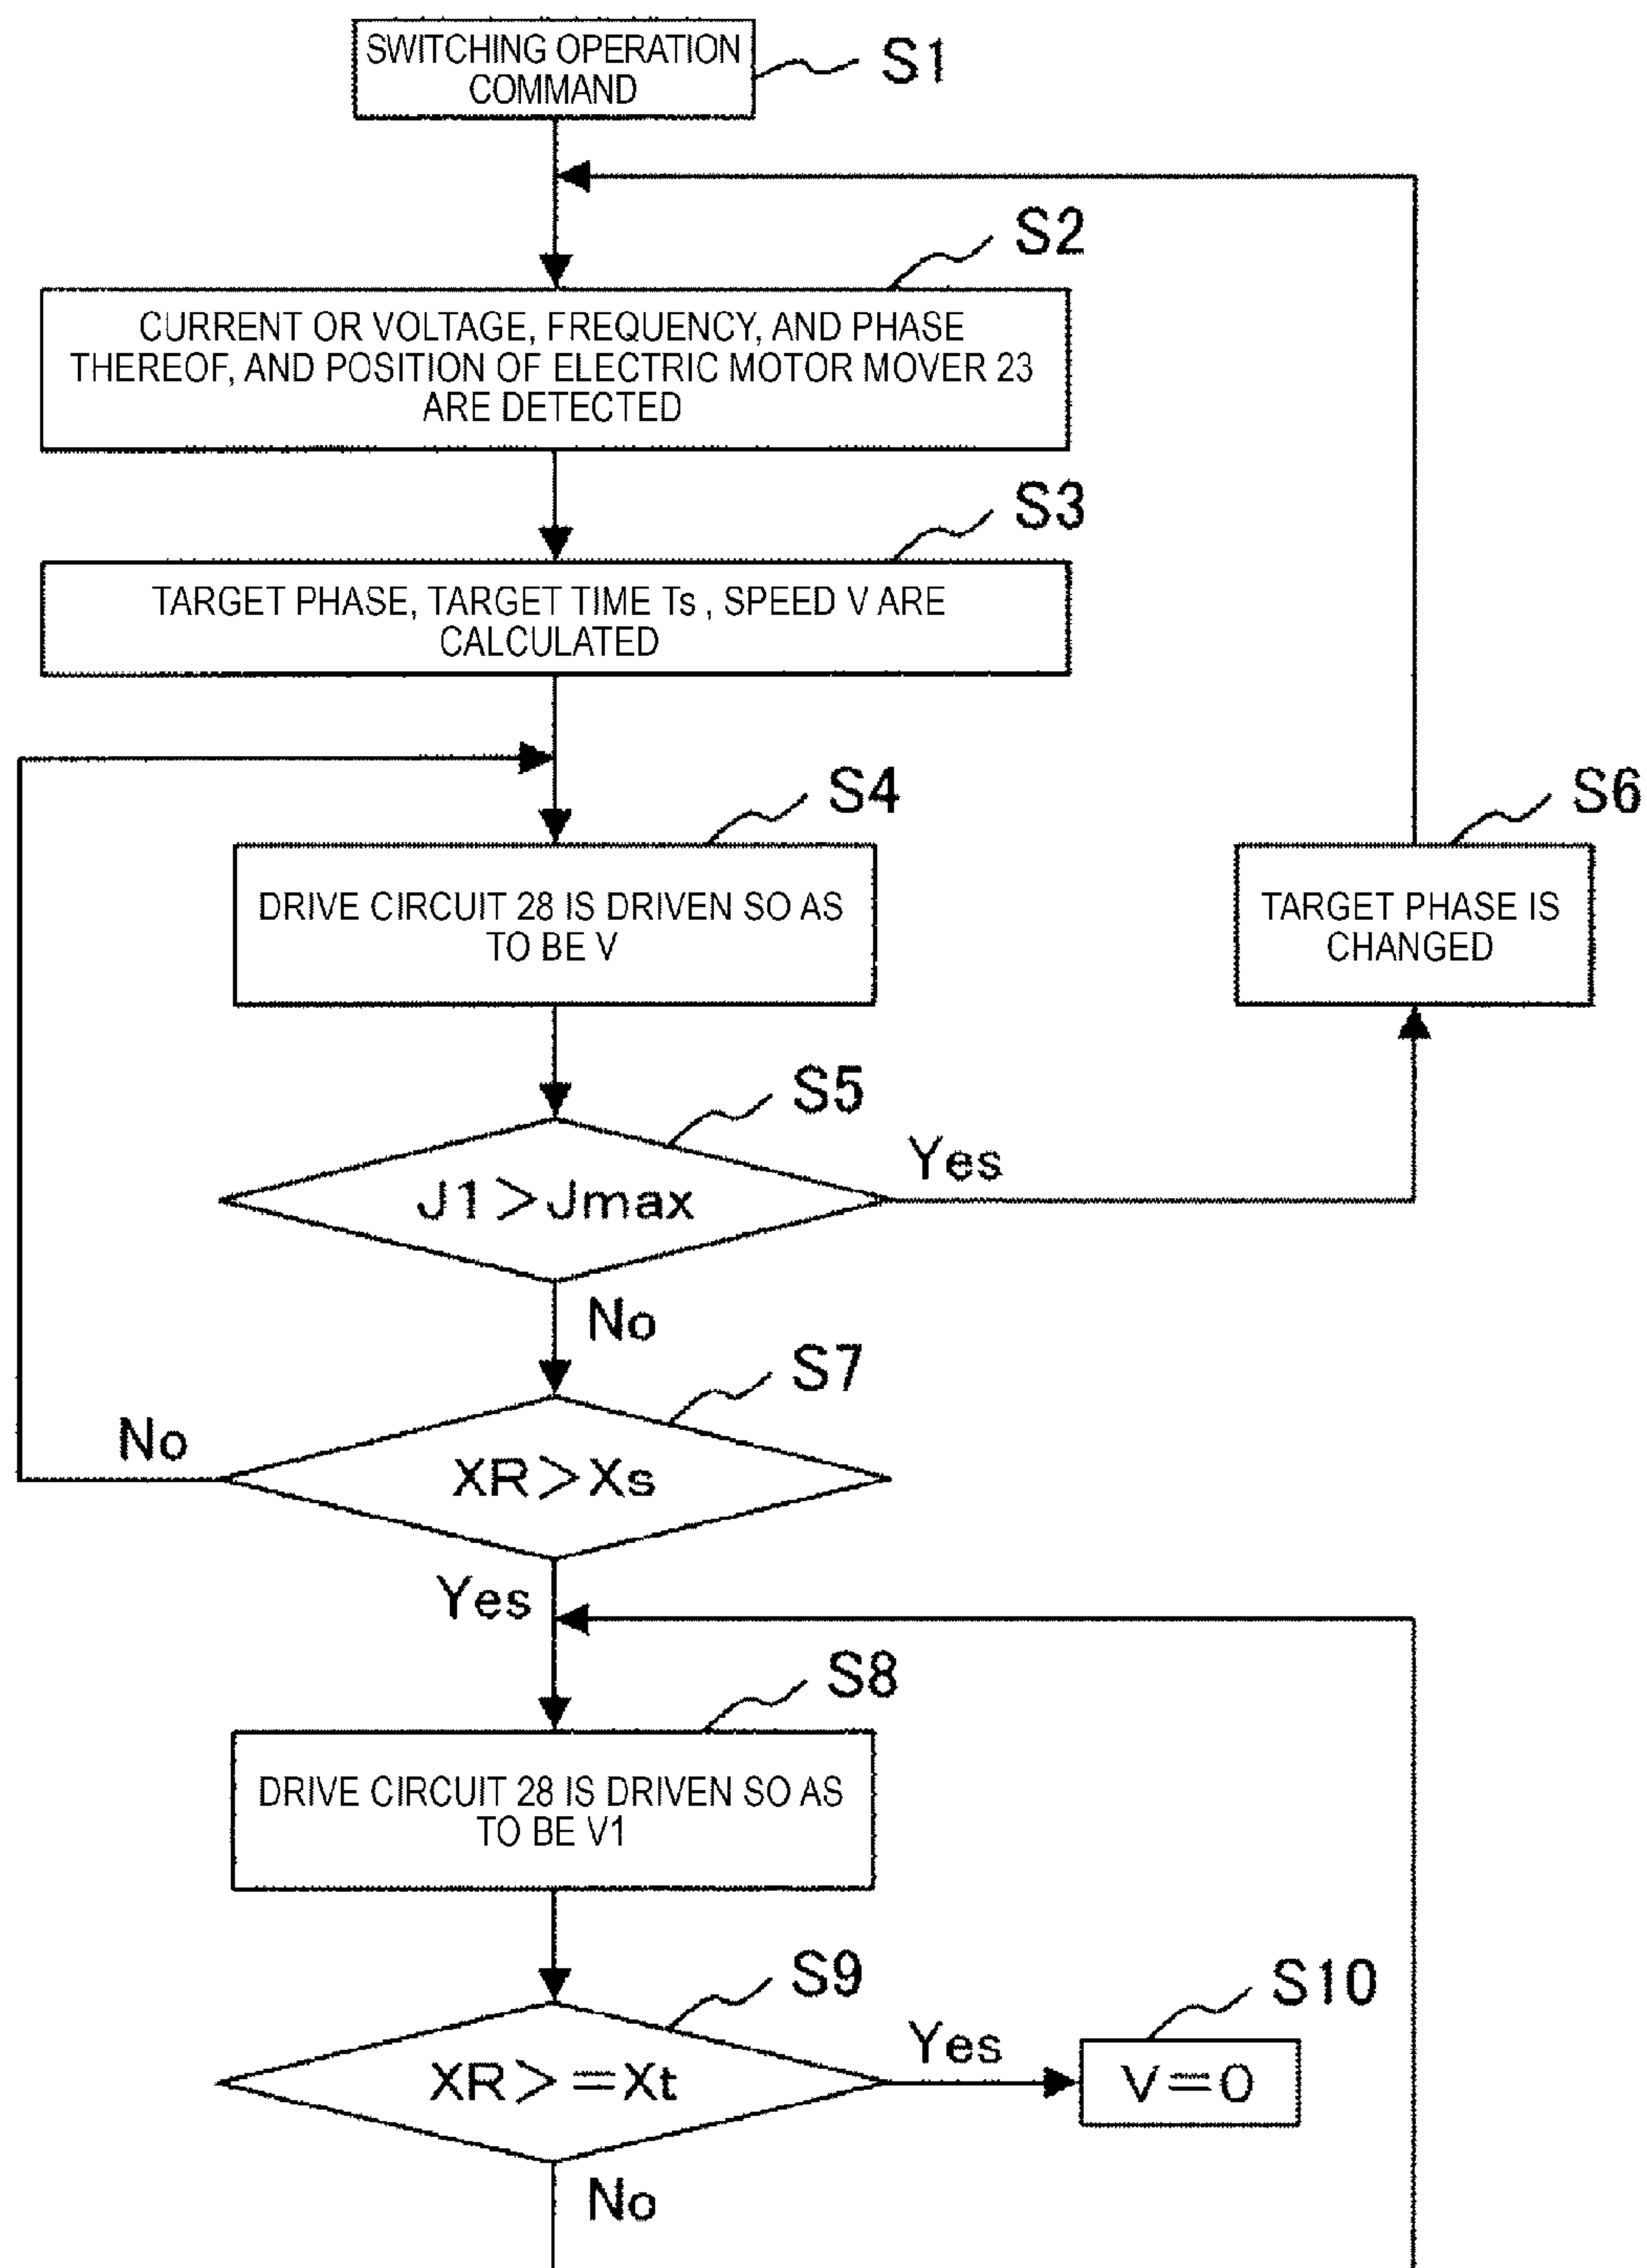 SWITCHING OPERATION
COMMAND
S1
S2
CURRENT OR VOLTAGE, FREQUENCY, AND PHASE
THEREOF, AND POSITION OF ELECTRIC MOTOR MOVER 23
ARE DETECTED
S3
TARGET PHASE, TARGET TIME Ts , SPEED V ARE
CALCULATED
S4
DRIVE CIRCUIT 28 IS DRIVEN SO AS
TO BE V
S6
TARGET PHASE IS
CHANGED
S5
J1>Jmax
Yes
No
S7
XR>Xs
No
Yes
S8
DRIVE CIRCUIT 28 IS DRIVEN SO AS
TO BE V1
S9
XR>=Xt
Yes
S10
V=0
No